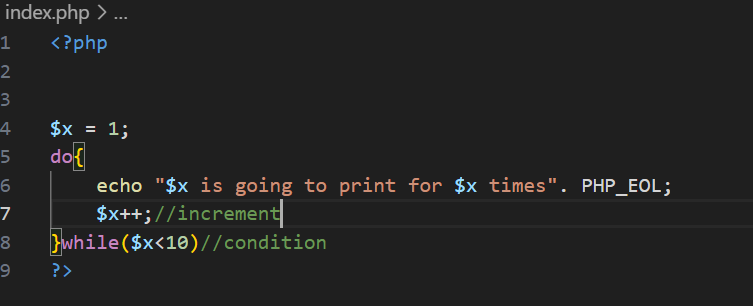 index.php > ...
1 <?php
2
3
4 $x = 1;
5 do{
6 echo "$x is going to print for $x times". PHP_EOL;
7 $x++;//increment
8 }while($x<10)//condition
9 ?>